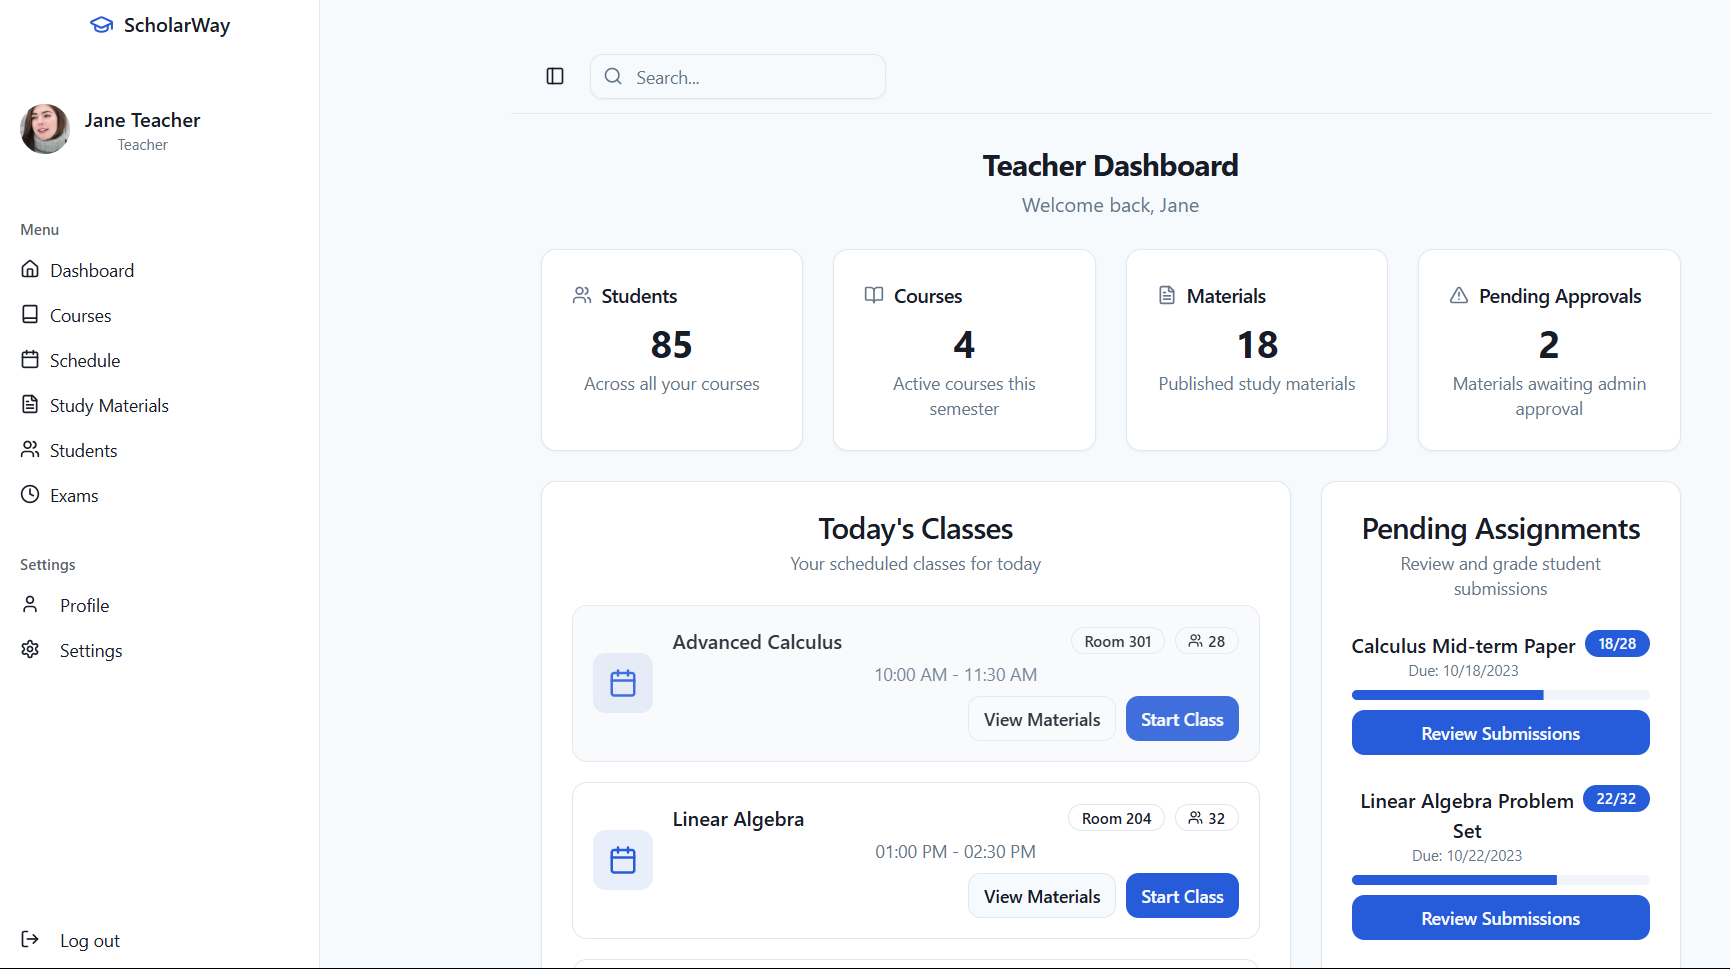 ScholarWay
Jane Teacher
Teacher
Menu
Dashboard
Courses
Schedule
Study Materials
Students
Exams
Settings
Profile
Settings
Log out
Search...
Teacher Dashboard
Welcome back, Jane
Students
85
Across all your courses
Courses
4
Active courses this
semester
Materials
18
Published study materials
Pending Approvals
2
Materials awaiting admin
approval
Today's Classes
Your scheduled classes for today
Advanced Calculus
Room 301
28
10:00 AM - 11:30 AM
View Materials
Start Class
Linear Algebra
Room 204
32
01:00 PM - 02:30 PM
View Materials
Start Class
Pending Assignments
Review and grade student
submissions
Calculus Mid-term Paper
18/28
Due: 10/18/2023
Review Submissions
Linear Algebra Problem
Set
22/32
Due: 10/22/2023
Review Submissions